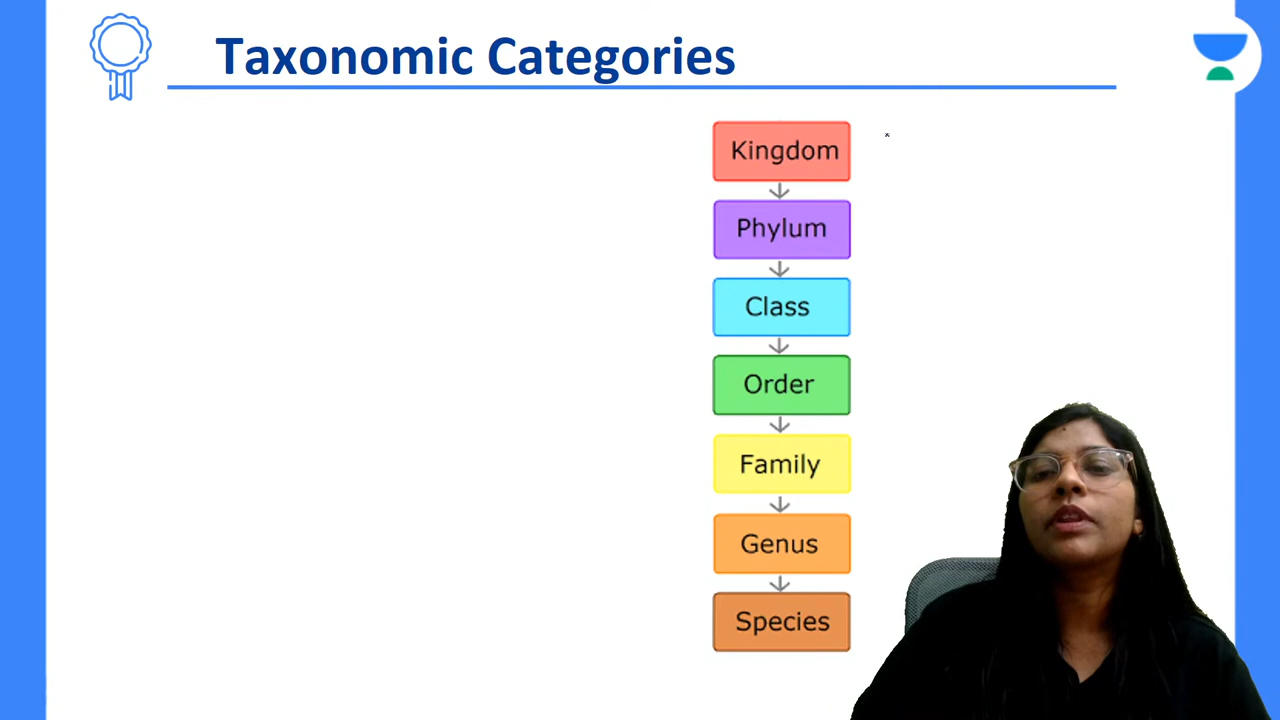 Taxonomic Categories
Kingdom
Phylum
Class
Order
Family
Genus
Species